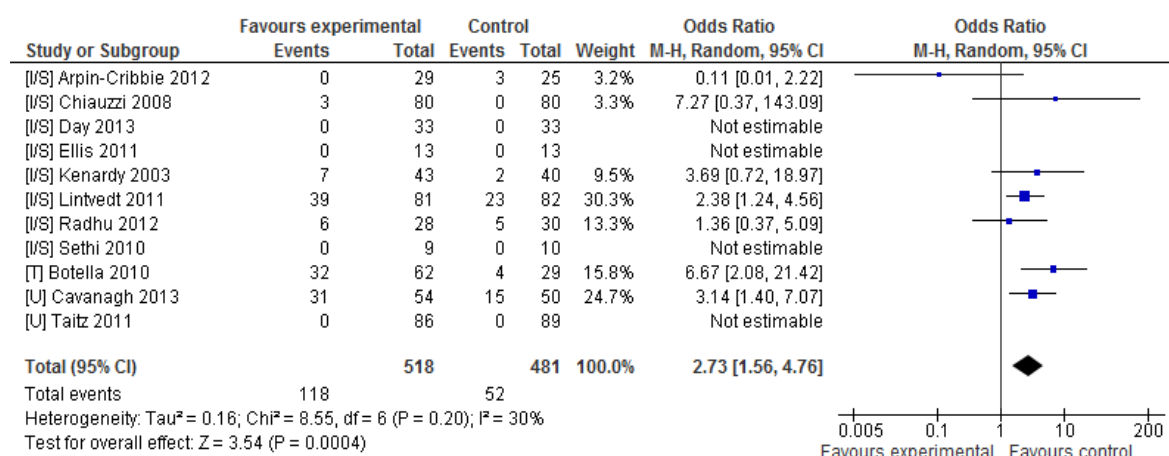 Favours experimental Control Odds Ratio Odds Ratio
Study or Subgroup Events Total Events Total Weight M-H, Random, 95% CI M-H, Random, 95% CI
[I/S] Arpin-Cribbie 2012 0 29 3 25 3.2% 0.11 [0.01, 2.22]
[I/S] Chiauzzi 2008 3 80 0 80 3.3% 7.27 [0.37, 143.09]
[I/S] Day 2013 0 33 0 33 Not estimable
[I/S] Ellis 2011 0 13 0 13 Not estimable
[I/S] Kenardy 2003 7 43 2 40 9.5% 3.69 [0.72, 18.97]
[I/S] Lintvedt 2011 39 81 23 82 30.3% 2.38 [1.24, 4.56]
[I/S] Radhu 2012 6 28 5 30 13.3% 1.36 [0.37, 5.09]
[I/S] Sethi 2010 0 9 0 10 Not estimable
[T] Botella 2010 32 62 4 29 15.8% 6.67 [2.08, 21.42]
[U] Cavanagh 2013 31 54 15 50 24.7% 3.14 [1.40, 7.07]
[U] Taitz 2011 0 86 0 89 Not estimable
Total (95% CI) 518 481 100.0% 2.73 [1.56, 4.76]
Total events 118 52
Heterogeneity: Tau² = 0.16; Chi² = 8.55, df = 6 (P = 0.20); I² = 30%
Test for overall effect: Z = 3.54 (P = 0.0004)
0.005 0.1 1 10 200
Favours experimental Favours control